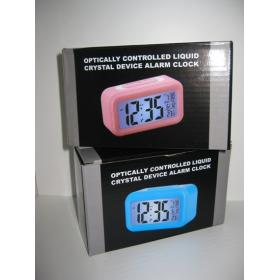 OPTICALLY CONTROLLED LIQUID
CRYSTAL DEVICE ALARM CLOCK
12:35
OPTICALLY CONTROLLED LIQUID
CRYSTAL DEVICE ALARM CLOCK
12:35